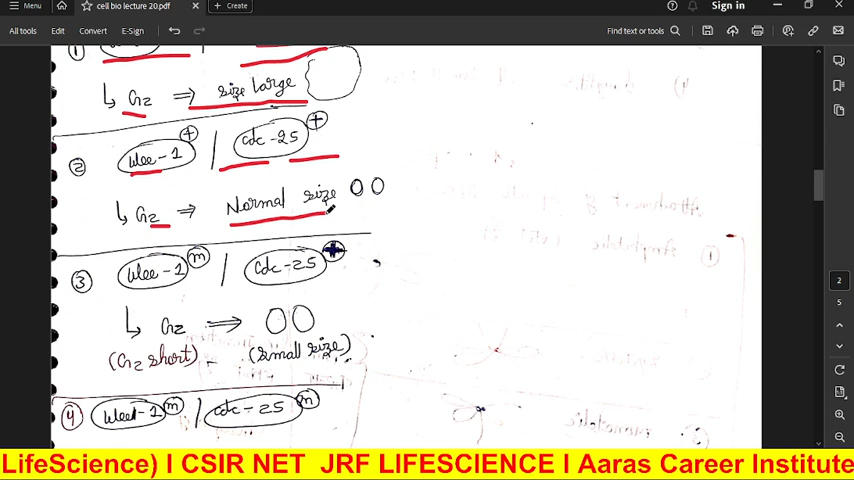 Menu
cell bio lecture 20.pdf
+ Create
Sign in
All tools Edit Convert E-Sign
Find text or tools
①
↳ G2 ⇒ size large
② Wee-1 + / Cdc-25 +
↳ G2 ⇒ Normal size
③ Wee-1 m / Cdc-25 +
↳ G2 ⇒
(G2 short) (small size)
④ Wee-1 m / cdc-25 m
2
5
LifeScience) I CSIR NET JRF LIFESCIENCE I Aaras Career Institute